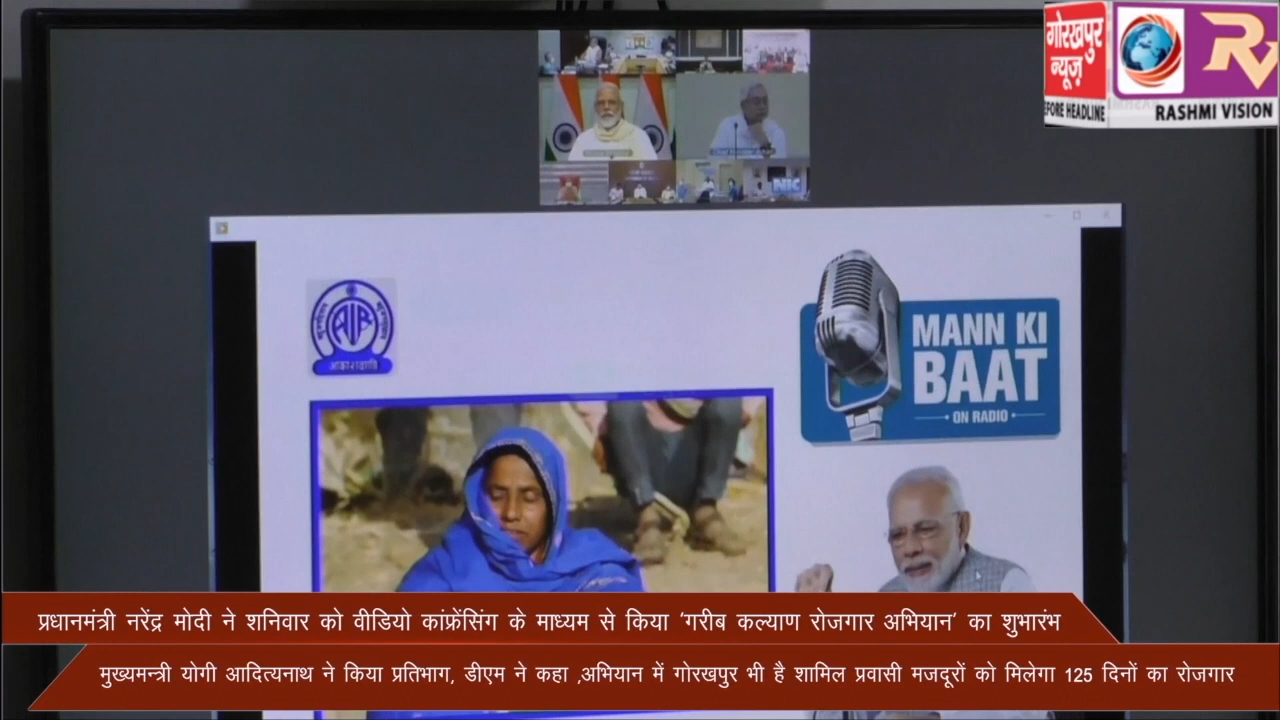 गोरखपुर
न्यूज़
EFORE HEADLINE
RASHMI VISION
NIC
AIR
आकाशवाणी
MANN KI
BAAT
ON RADIO
प्रधानमंत्री नरेंद्र मोदी ने शनिवार को वीडियो कांफ्रेंसिंग के माध्यम से किया 'गरीब कल्याण रोजगार अभियान' का शुभारंभ
मुख्यमन्त्री योगी आदित्यनाथ ने किया प्रतिभाग, डीएम ने कहा ,अभियान में गोरखपुर भी है शामिल प्रवासी मजदूरों को मिलेगा 125 दिनों का रोजगार